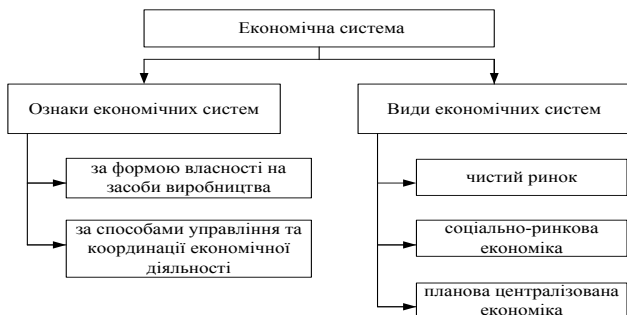 Економічна система
Ознаки економічних систем
за формою власності на
засоби виробництва
за способами управління та
координації економічної
діяльності
Види економічних систем
чистий ринок
соціально-ринкова
економіка
планова централізована
економіка